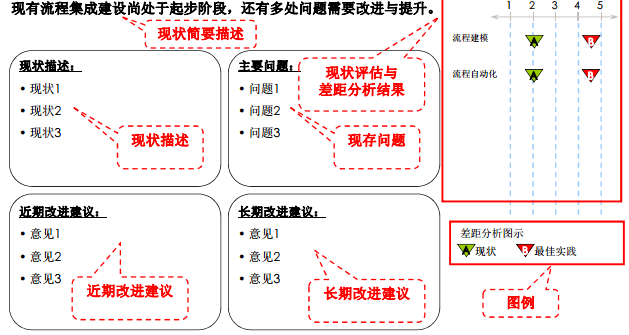 现有流程集成建设尚处于起步阶段，还有多处问题需要改进与提升。
现状简要描述
1 2 3 4 5
流程建模
A
B
流程自动化
A
B
现状评估与
差距分析结果
现状描述：
• 现状1
• 现状2
• 现状3
现状描述
主要问题：
• 问题1
• 问题2
• 问题3
现存问题
近期改进建议：
• 意见1
• 意见2
• 意见3
近期改进建议
长期改进建议：
• 意见1
• 意见2
• 意见3
长期改进建议
差距分析图示
A 现状 B 最佳实践
图例